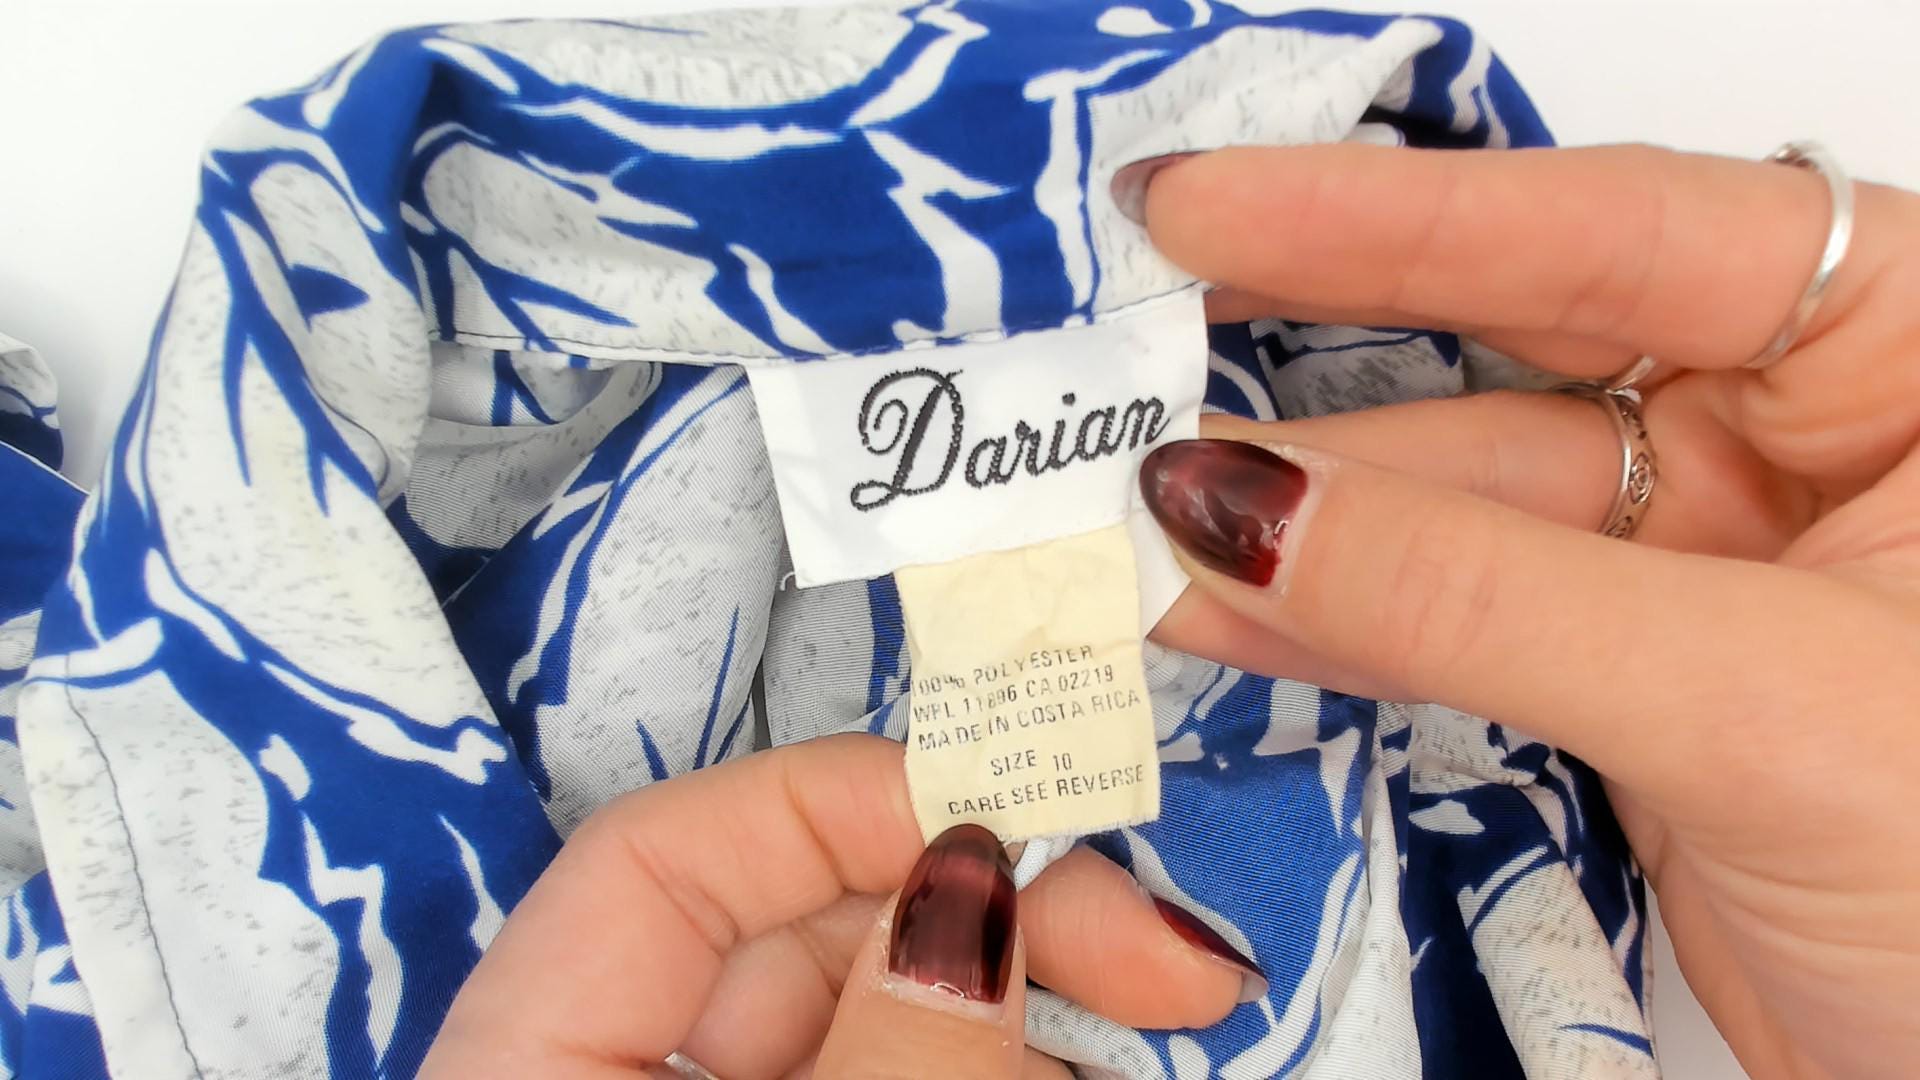 Darian
100% POLYESTER
WPL 11896 CA 02219
MADE IN COSTA RICA
SIZE 10
CARE SEE REVERSE